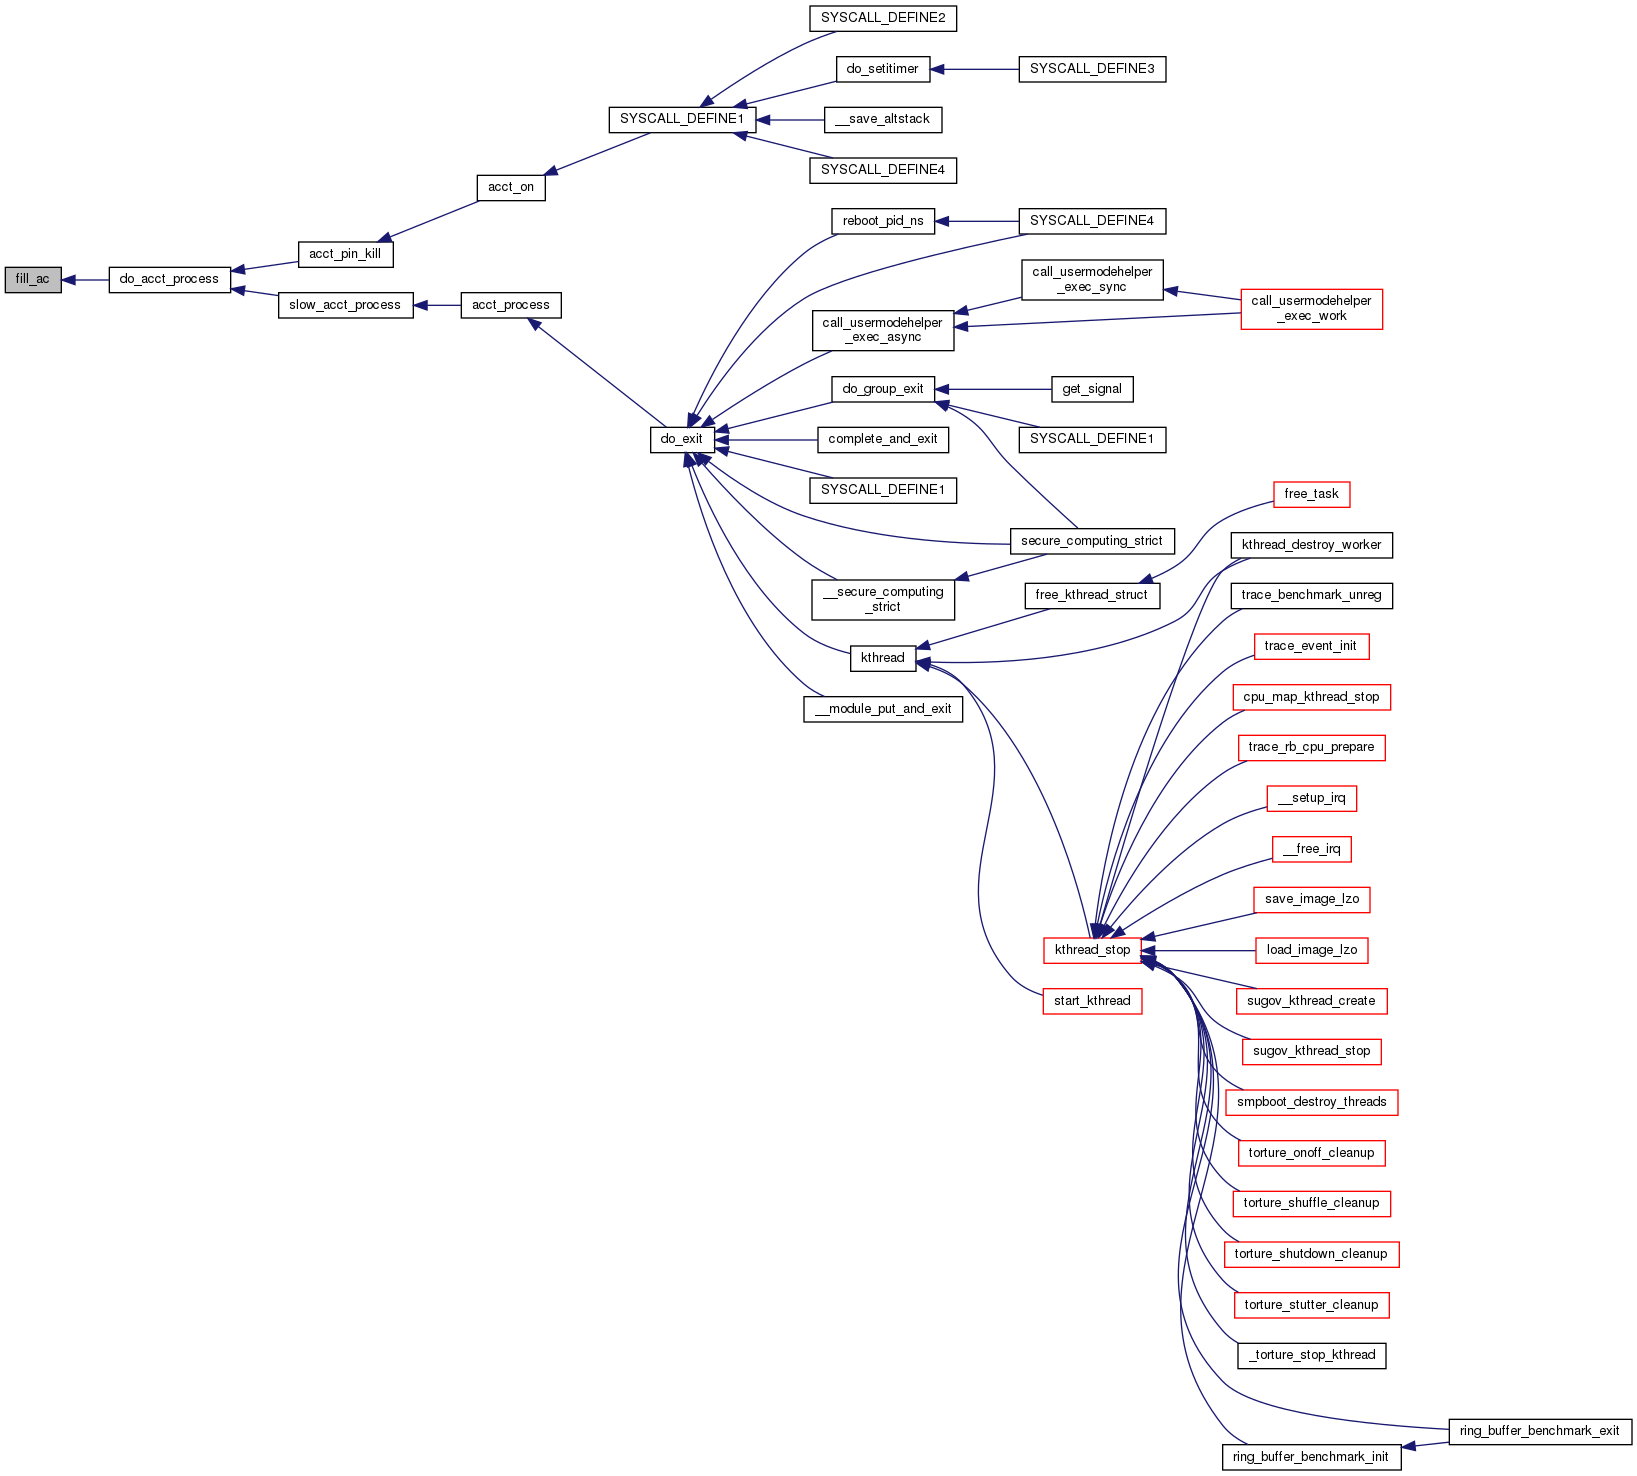 SYSCALL_DEFINE2
do_setitimer
SYSCALL_DEFINE3
SYSCALL_DEFINE1
__save_altstack
SYSCALL_DEFINE4
acct_on
reboot_pid_ns
SYSCALL_DEFINE4
acct_pin_kill
fill_ac
do_acct_process
call_usermodehelper
_exec_sync
slow_acct_process
acct_process
call_usermodehelper
_exec_work
call_usermodehelper
_exec_async
do_group_exit
get_signal
do_exit
complete_and_exit
SYSCALL_DEFINE1
SYSCALL_DEFINE1
free_task
secure_computing_strict
kthread_destroy_worker
__secure_computing
_strict
free_kthread_struct
trace_benchmark_unreg
kthread
trace_event_init
cpu_map_kthread_stop
__module_put_and_exit
trace_rb_cpu_prepare
__setup_irq
__free_irq
save_image_lzo
kthread_stop
load_image_lzo
start_kthread
sugov_kthread_create
sugov_kthread_stop
smpboot_destroy_threads
torture_onoff_cleanup
torture_shuffle_cleanup
torture_shutdown_cleanup
torture_stutter_cleanup
_torture_stop_kthread
ring_buffer_benchmark_exit
ring_buffer_benchmark_init